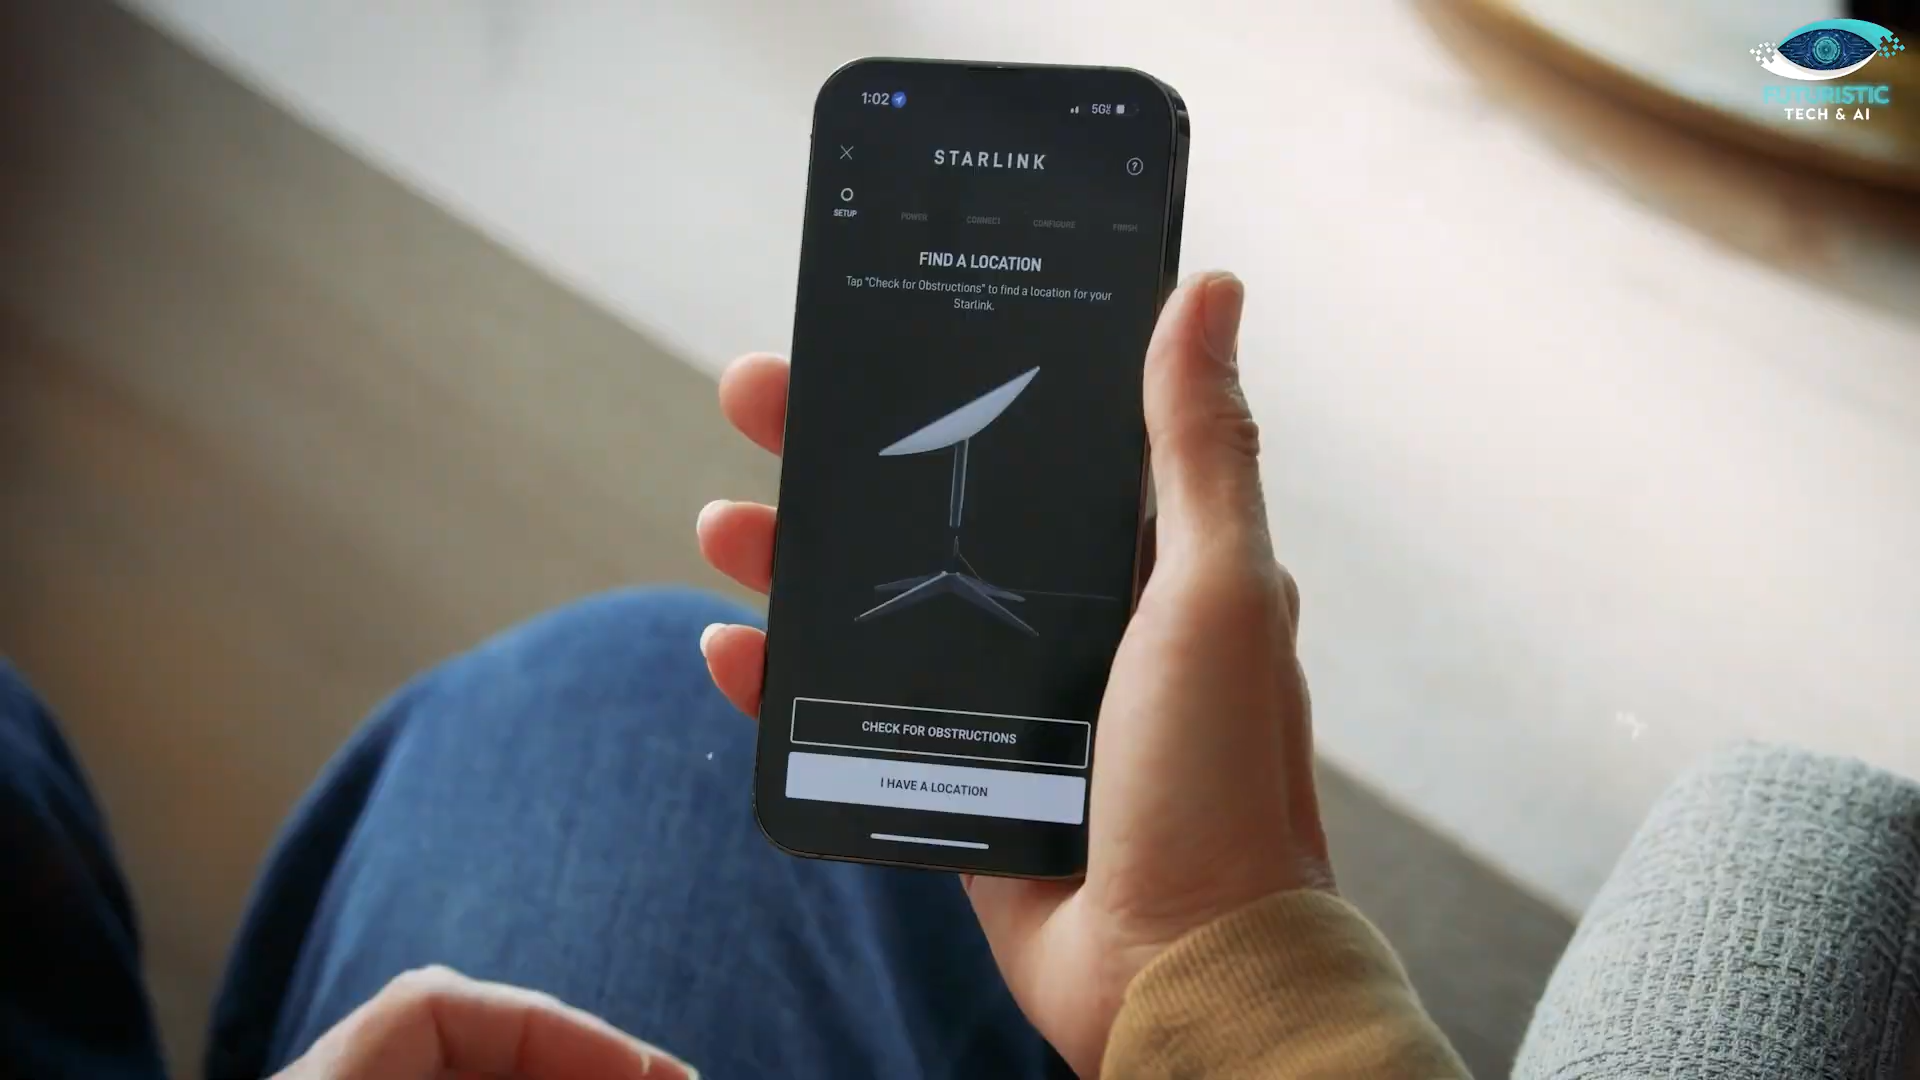 FUTURISTIC
TECH & AI
1:02
5G
STARLINK
?
SETUP
POWER
CONNECT
CONFIGURE
FINISH
FIND A LOCATION
Tap "Check for Obstructions" to find a location for your
Starlink.
CHECK FOR OBSTRUCTIONS
I HAVE A LOCATION